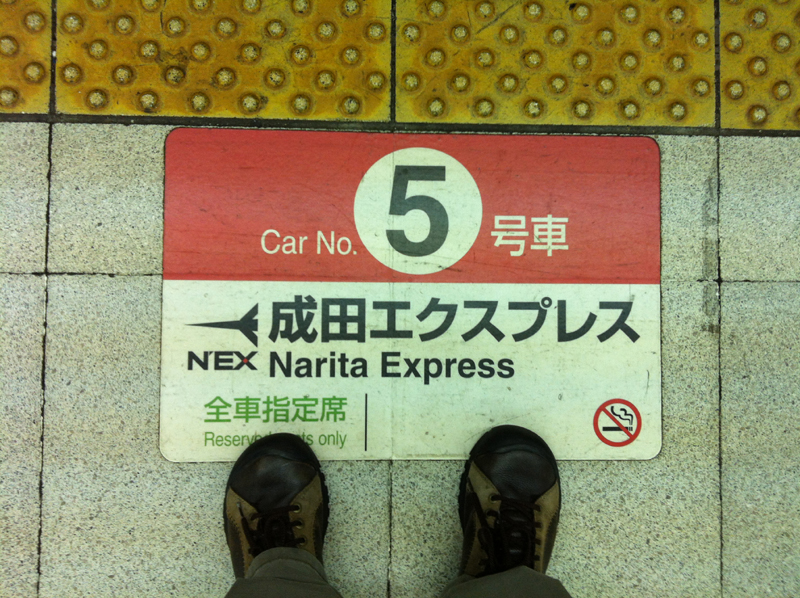 Car No. 5 号車
成田エクスプレス
N'EX Narita Express
全車指定席
only